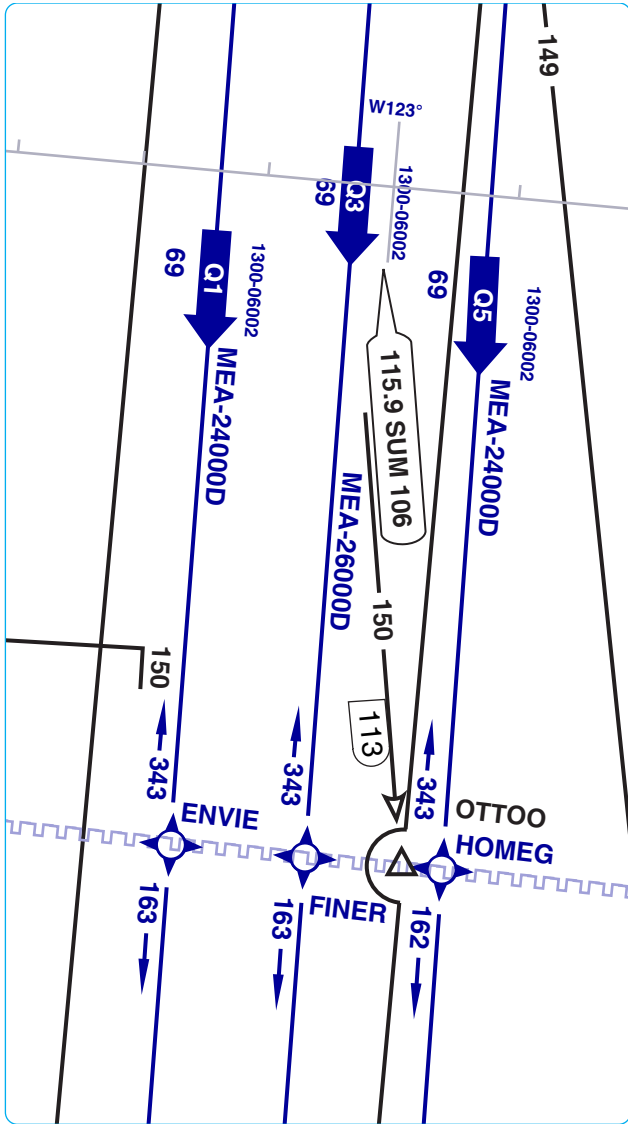 149
W123°
Q3
69
1300-06002
Q1
69
1300-06002
69
Q5
1300-06002
MEA-24000D
115.9 SUM 106
MEA-24000D
MEA-26000D
150
150
113
343
343
343
ENVIE
OTTOO
HOMEG
FINER
163
163
162